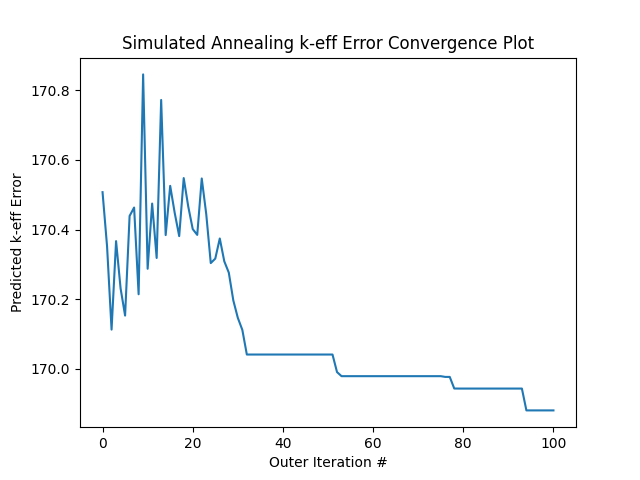 Simulated Annealing k-eff Error Convergence Plot
170.8
170.6
170.4
170.2
170.0
Predicted k-eff Error
0 20 40 60 80 100
Outer Iteration #